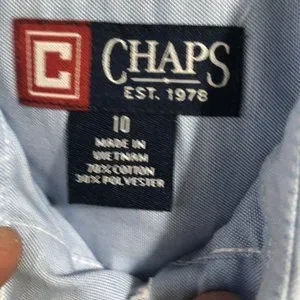 C CHAPS
EST. 1978
10
MADE IN
VIETNAM
70% COTTON
30% POLYESTER